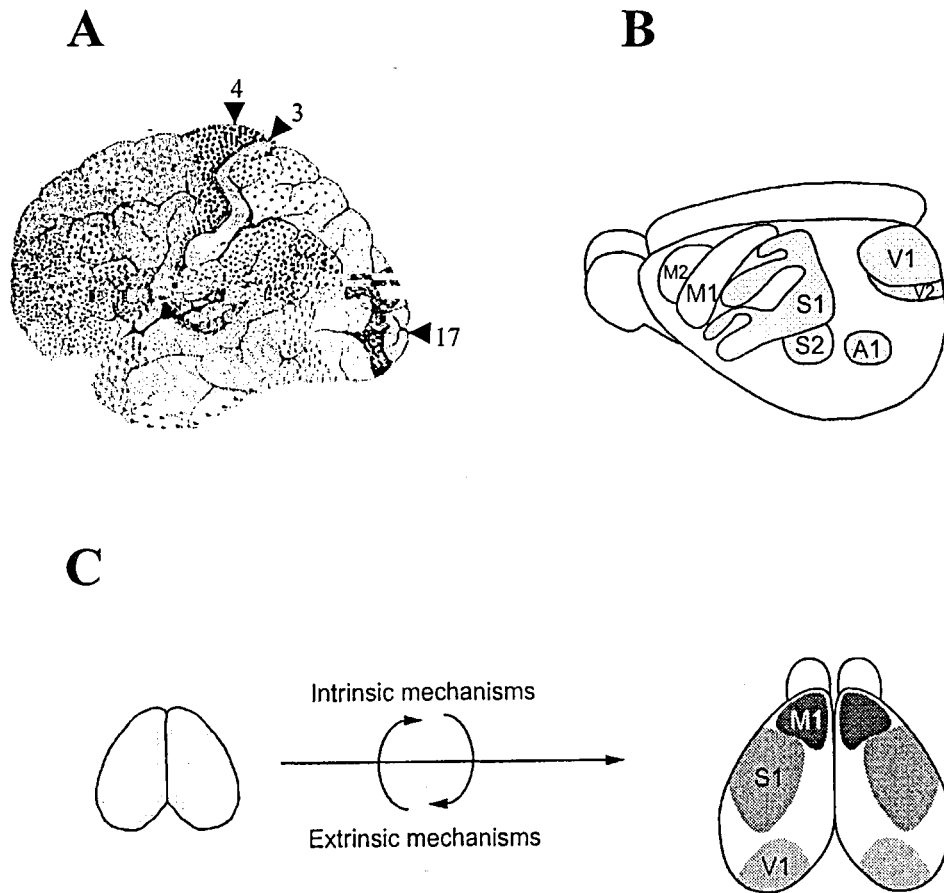 A
B
4
3
17
M2
M1
S1
S2
A1
V1
V2
C
Intrinsic mechanisms
Extrinsic mechanisms
M1
S1
V1